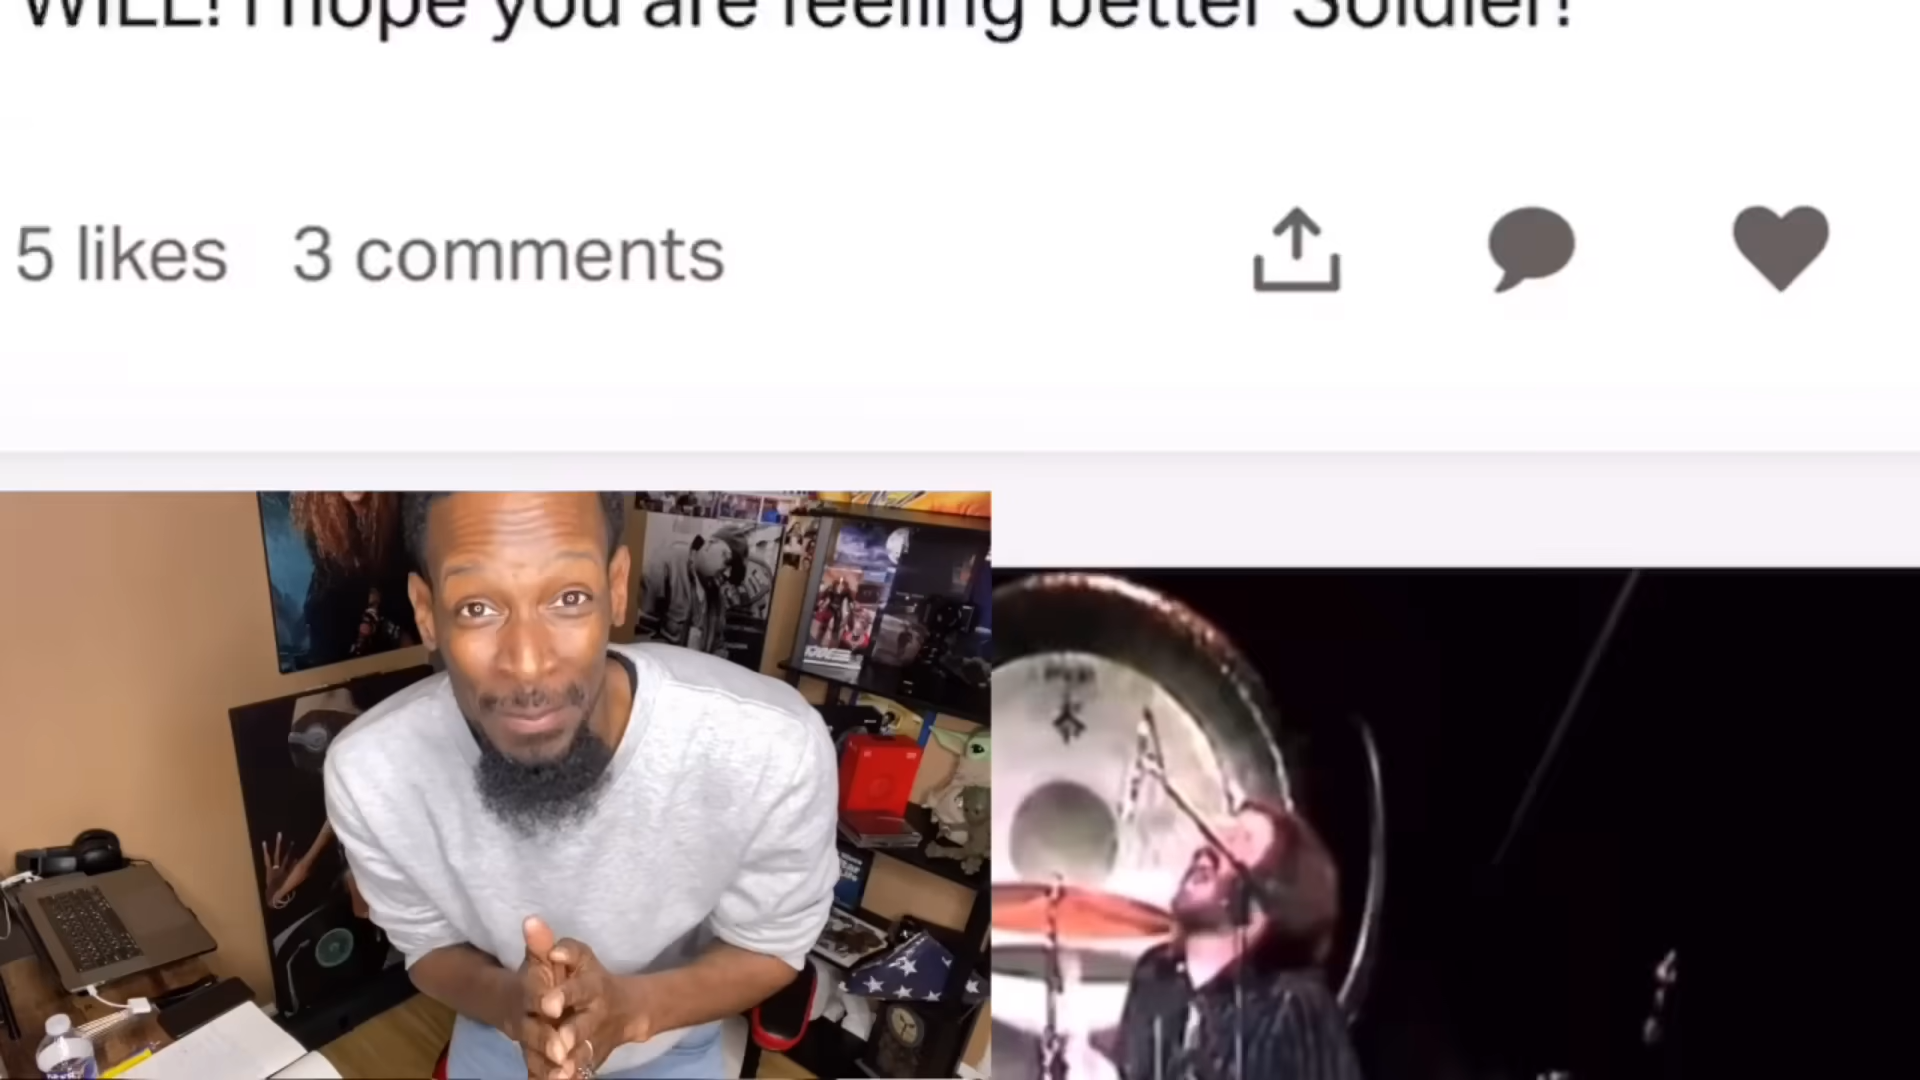 WILL! I hope you are feeling better Soldier!
5 likes 3 comments